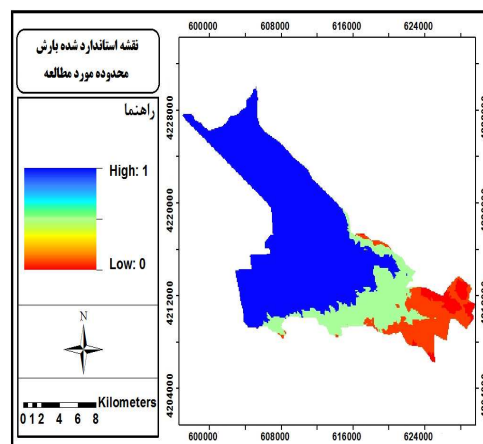 نقشه استاندارد شده بارش
محدوده مورد مطالعه
راهنما
High: 1
Low: 0
N
Kilometers
0 1 2 4 6 8
600000 608000 616000 624000
4228000
4220000
4212000
4204000
600000 608000 616000 624000